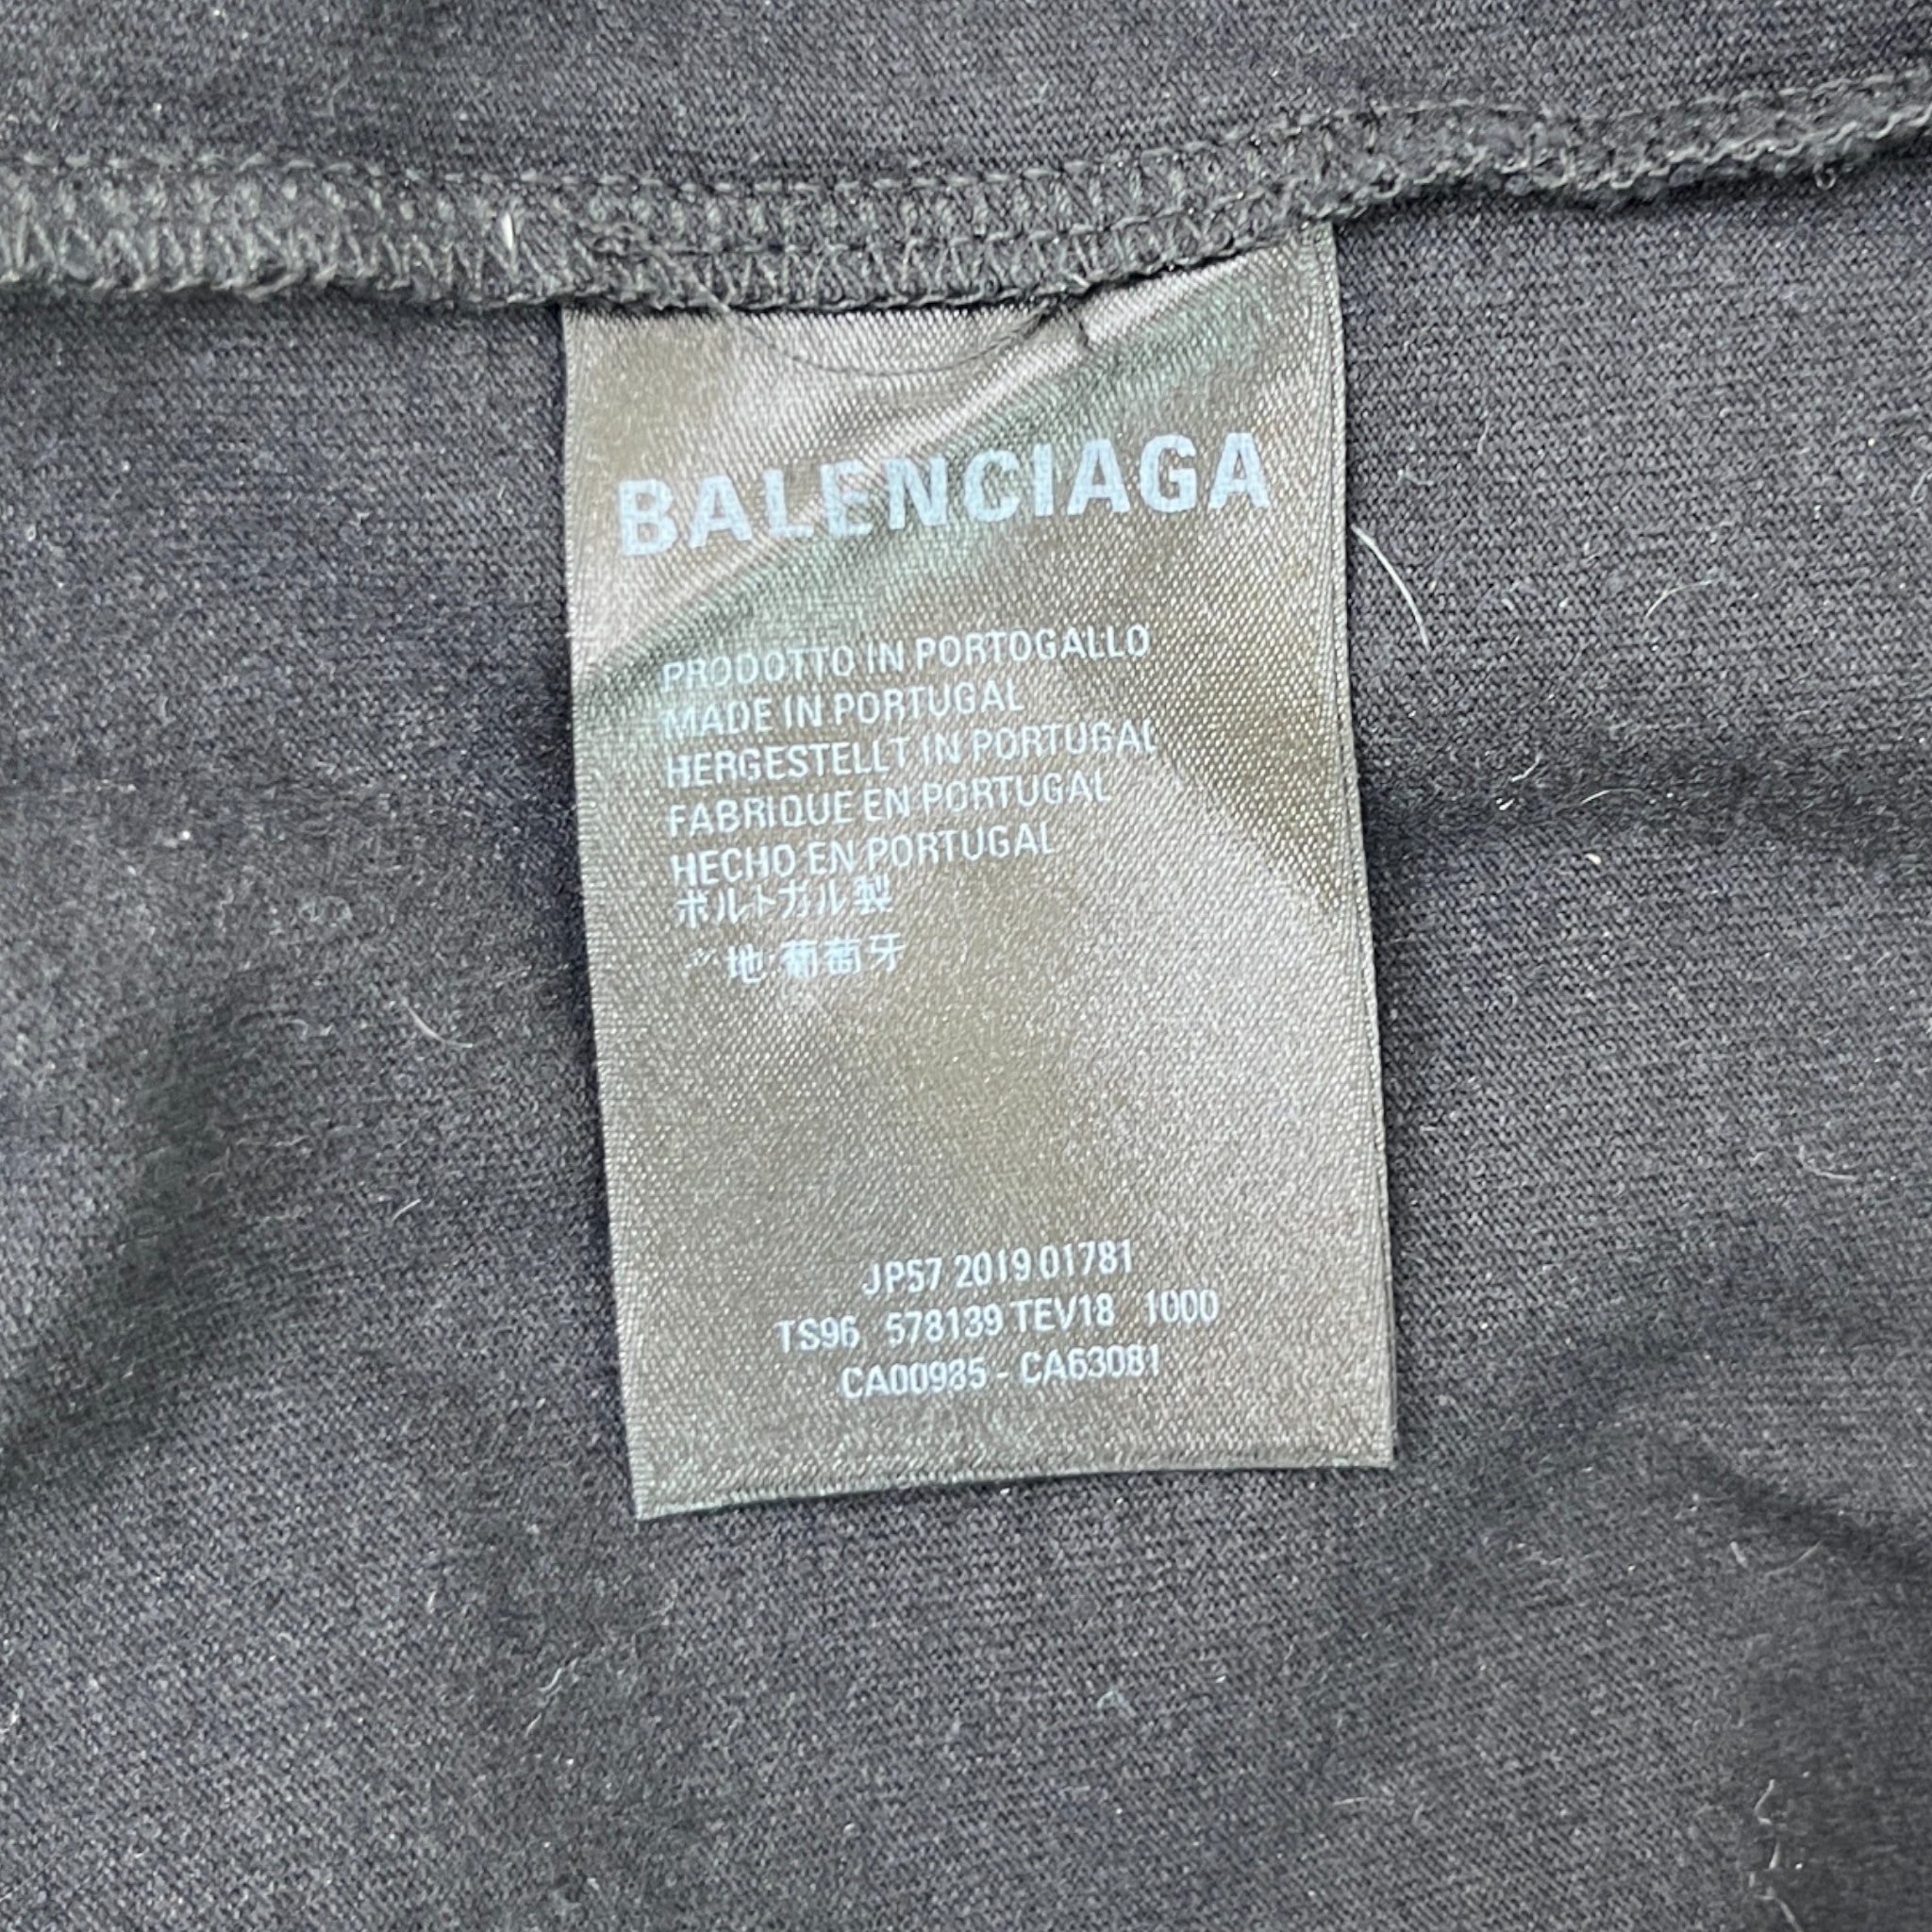 BALENCIAGA
PRODOTTO IN PORTOGALLO
MADE IN PORTUGAL
HERGESTELLT IN PORTUGAL
FABRIQUE EN PORTUGAL
HECHO EN PORTUGAL
ポルトガル製
地:葡萄牙
JP57 2019 01781
TS96 578139 TEV18 1000
CA00985 - CA63081